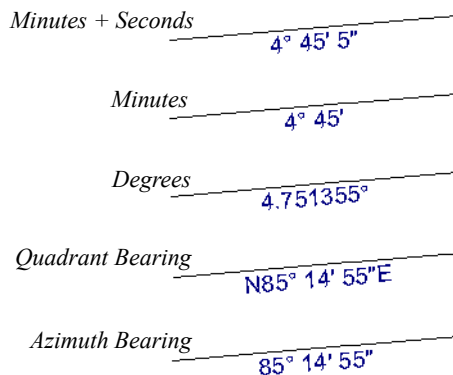 Minutes + Seconds
4° 45' 5"
Minutes
4° 45'
Degrees
4.751355°
Quadrant Bearing
N85° 14' 55"E
Azimuth Bearing
85° 14' 55"